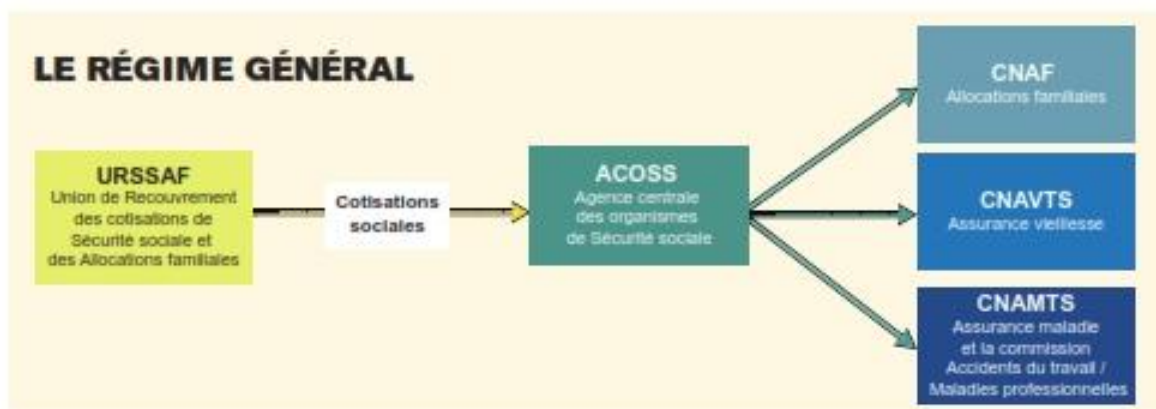 LE RÉGIME GÉNÉRAL
URSSAF
Union de Recouvrement
des cotisations de
Sécurité sociale et
des Allocations familiales
Cotisations
sociales
ACOSS
Agence centrale
des organismes
de Sécurité sociale
CNAF
Allocations familiales
CNAVTS
Assurance vieillesse
CNAMTS
Assurance maladie
et la commission
Accidents du travail /
Maladies professionnelles